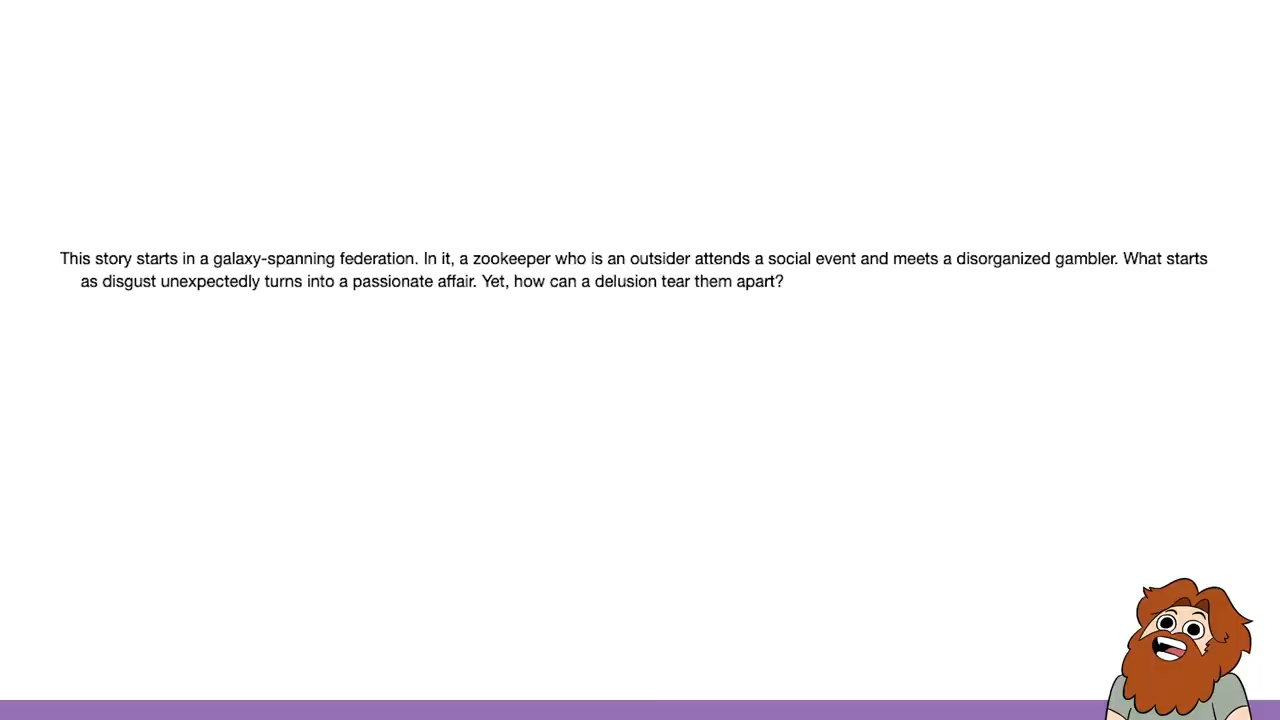 This story starts in a galaxy-spanning federation. In it, a zookeeper who is an outsider attends a social event and meets a disorganized gambler. What starts
as disgust unexpectedly turns into a passionate affair. Yet, how can a delusion tear them apart?